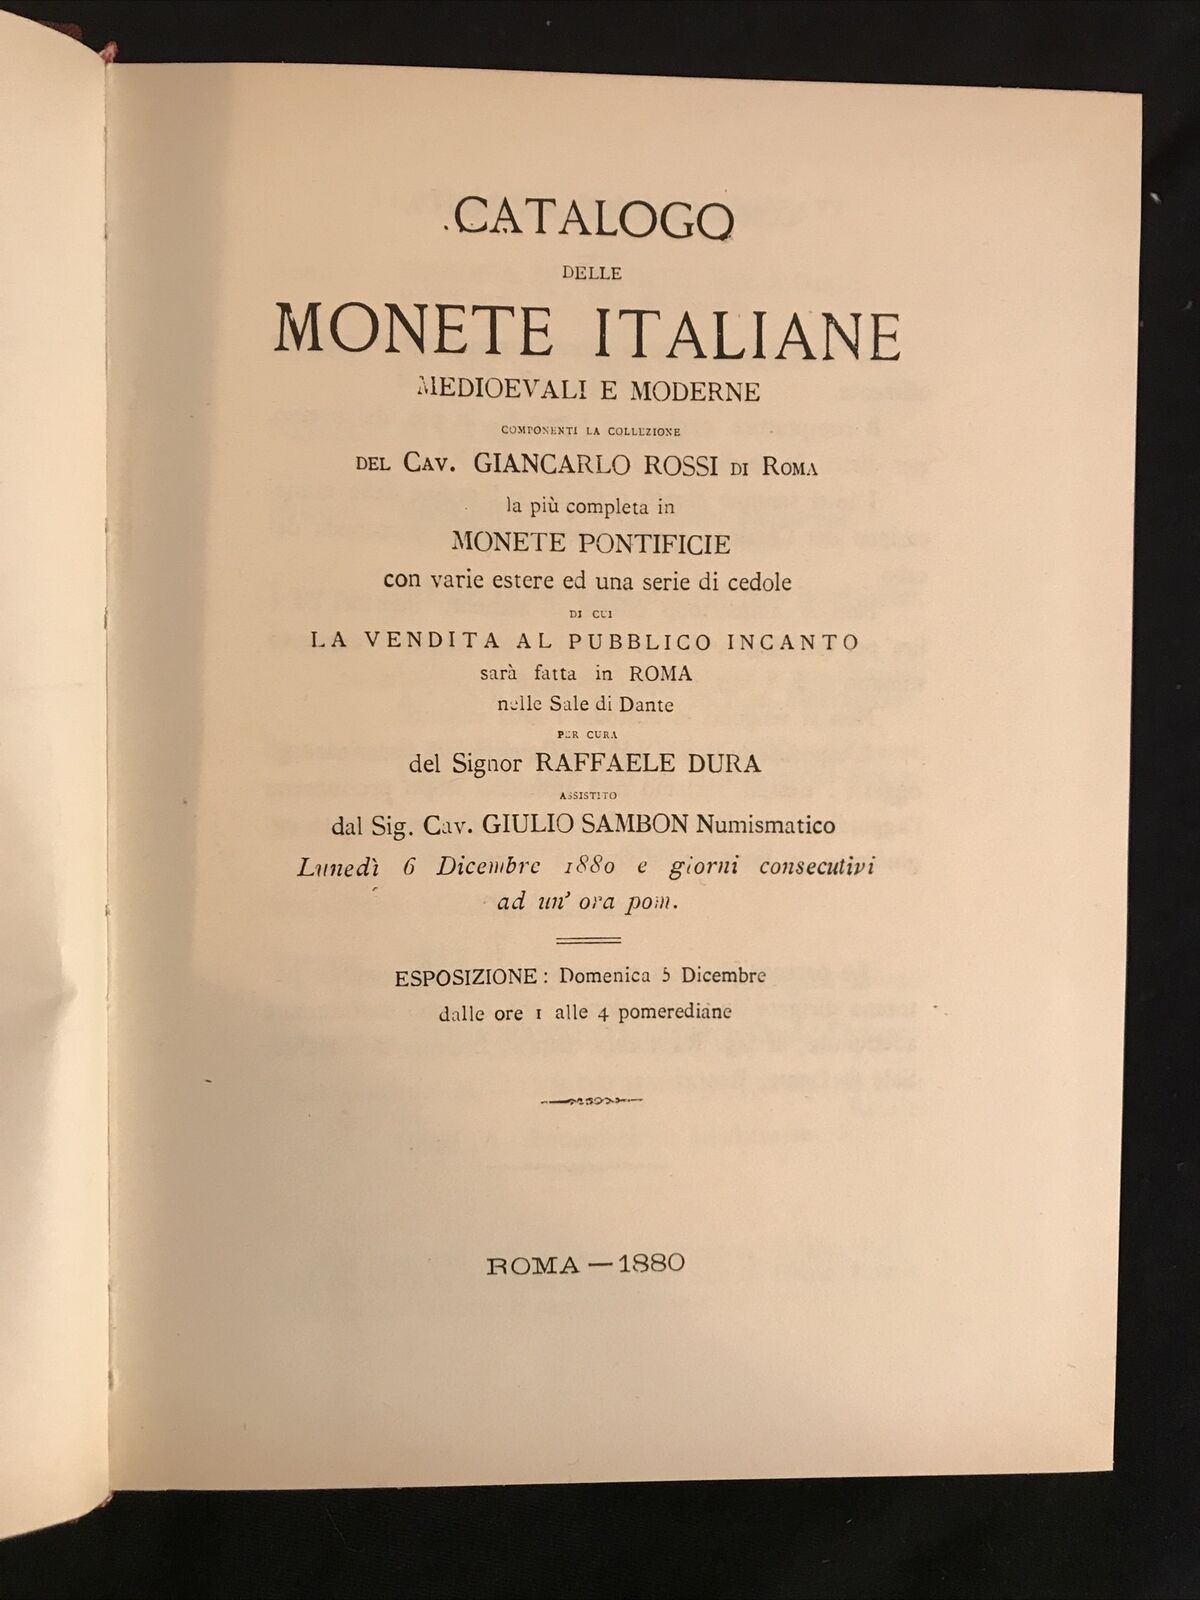 CATALOGO
DELLE
MONETE ITALIANE
MEDIOEVALI E MODERNE
COMPONENTI LA COLLEZIONE
DEL CAV. GIANCARLO ROSSI DI ROMA
la più completa in
MONETE PONTIFICIE
con varie estere ed una serie di cedole
DI CUI
LA VENDITA AL PUBBLICO INCANTO
sarà fatta in ROMA
nelle Sale di Dante
PER CURA
del Signor RAFFAELE DURA
ASSISTITO
dal Sig. Cav. GIULIO SAMBON Numismatico
Lunedì 6 Dicembre 1880 e giorni consecutivi
ad un' ora pom.
ESPOSIZIONE: Domenica 5 Dicembre
dalle ore 1 alle 4 pomerediane
ROMA — 1880